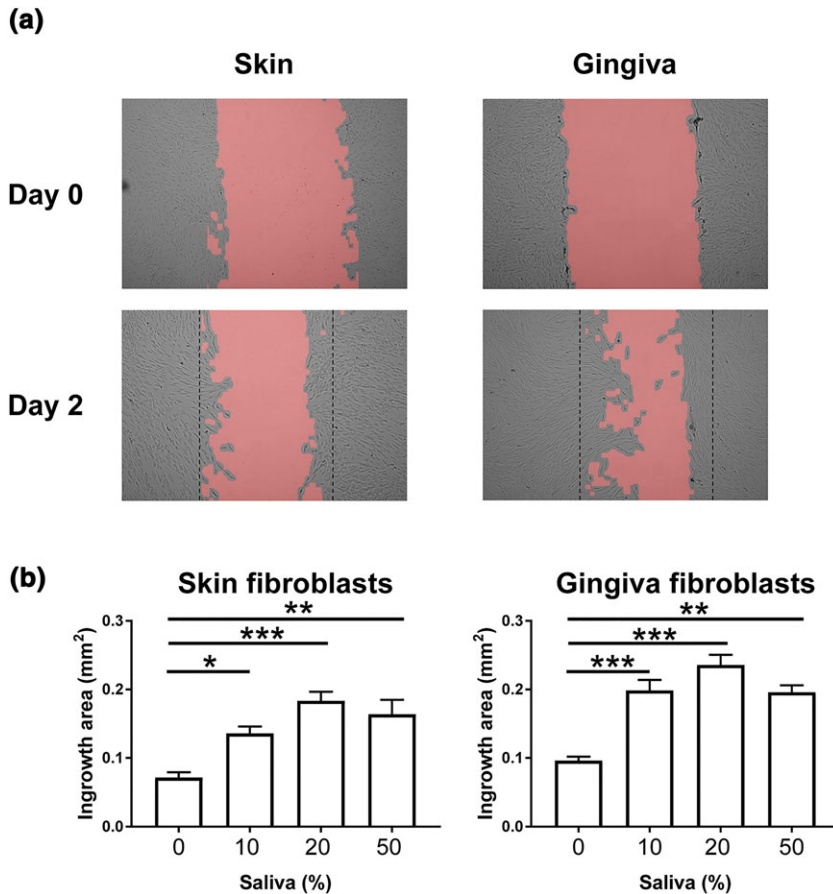 (a)
Skin
Gingiva
Day 0
Day 2
(b)
Skin fibroblasts
Ingrowth area (mm²)
0.3
0.2
0.1
0.0
**
***
*
0 10 20 50
Saliva (%)
Gingiva fibroblasts
Ingrowth area (mm²)
0.3
0.2
0.1
0.0
**
***
***
0 10 20 50
Saliva (%)